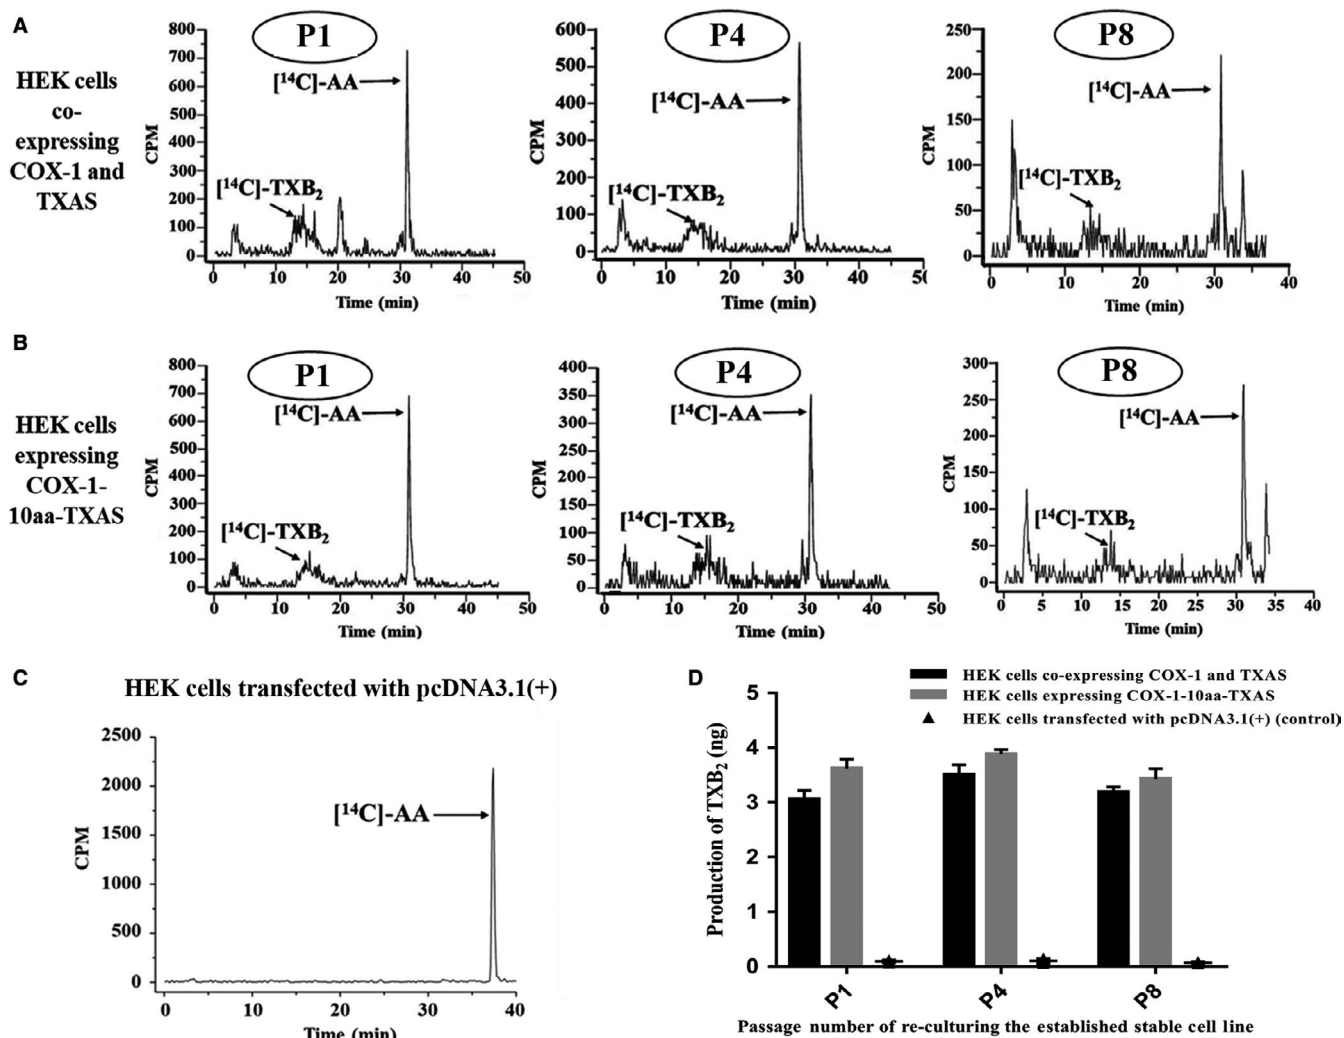 A
HEK cells
co-
expressing
COX-1 and
TXAS
P1
800
700
600
500
400
300
200
100
0
CPM
[¹⁴C]-AA
[¹⁴C]-TXB₂
0 10 20 30 40 50
Time (min)
P4
600
500
400
300
200
100
0
CPM
[¹⁴C]-AA
[¹⁴C]-TXB₂
0 10 20 30 40 50
Time (min)
P8
250
200
150
100
50
0
CPM
[¹⁴C]-AA
[¹⁴C]-TXB₂
0 10 20 30 40
Time (min)
B
HEK cells
expressing
COX-1-
10aa-TXAS
P1
800
700
600
500
400
300
200
100
0
CPM
[¹⁴C]-AA
[¹⁴C]-TXB₂
0 10 20 30 40 50
Time (min)
P4
400
350
300
250
200
150
100
50
0
CPM
[¹⁴C]-AA
[¹⁴C]-TXB₂
0 10 20 30 40 50
Time (min)
P8
300
250
200
150
100
50
0
CPM
[¹⁴C]-AA
[¹⁴C]-TXB₂
0 5 10 14 20 25 30 35 40
Time (min)
C
HEK cells transfected with pcDNA3.1(+)
2500
2000
1500
1000
500
0
CPM
[¹⁴C]-AA
0 10 20 30 40
Time (min)
D
HEK cells co-expressing COX-1 and TXAS
HEK cells expressing COX-1-10aa-TXAS
HEK cells transfected with pcDNA3.1(+) (control)
5
4
3
2
1
0
Production of TXB₂ (ng)
P1 P4 P8
Passage number of re-culturing the established stable cell line